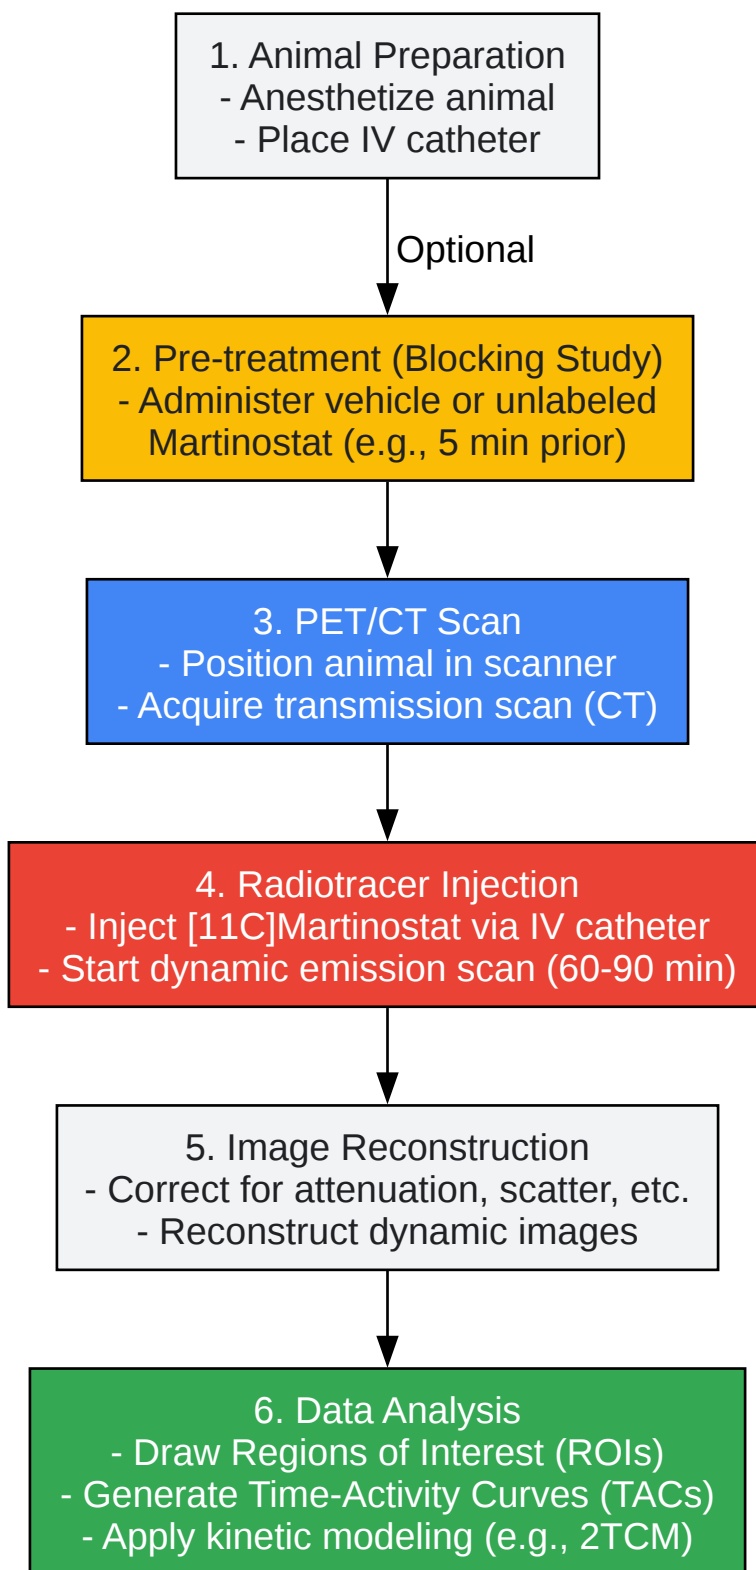 1. Animal Preparation
- Anesthetize animal
- Place IV catheter
Optional
2. Pre-treatment (Blocking Study)
- Administer vehicle or unlabeled
Martinostat (e.g., 5 min prior)
3. PET/CT Scan
- Position animal in scanner
- Acquire transmission scan (CT)
4. Radiotracer Injection
- Inject [11C]Martinostat via IV catheter
- Start dynamic emission scan (60-90 min)
5. Image Reconstruction
- Correct for attenuation, scatter, etc.
- Reconstruct dynamic images
6. Data Analysis
- Draw Regions of Interest (ROIs)
- Generate Time-Activity Curves (TACs)
- Apply kinetic modeling (e.g., 2TCM)